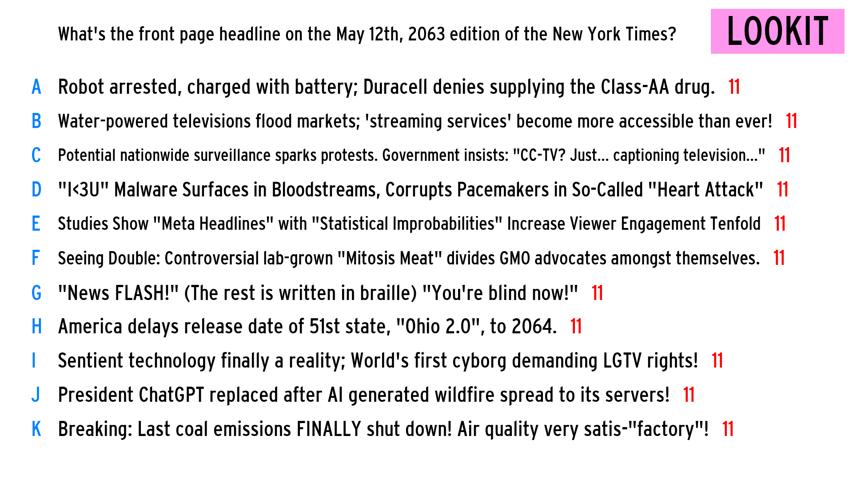 What's the front page headline on the May 12th, 2063 edition of the New York Times?
LOOKIT
A Robot arrested, charged with battery; Duracell denies supplying the Class-AA drug. 11
B Water-powered televisions flood markets; 'streaming services' become more accessible than ever! 11
C Potential nationwide surveillance sparks protests. Government insists: "CC-TV? Just... captioning television..." 11
D "I<3U" Malware Surfaces in Bloodstreams, Corrupts Pacemakers in So-Called "Heart Attack" 11
E Studies Show "Meta Headlines" with "Statistical Improbabilities" Increase Viewer Engagement Tenfold 11
F Seeing Double: Controversial lab-grown "Mitosis Meat" divides GMO advocates amongst themselves. 11
G "News FLASH!" (The rest is written in braille) "You're blind now!" 11
H America delays release date of 51st state, "Ohio 2.0", to 2064. 11
I Sentient technology finally a reality; World's first cyborg demanding LGTV rights! 11
J President ChatGPT replaced after AI generated wildfire spread to its servers! 11
K Breaking: Last coal emissions FINALLY shut down! Air quality very satis-"factory"! 11